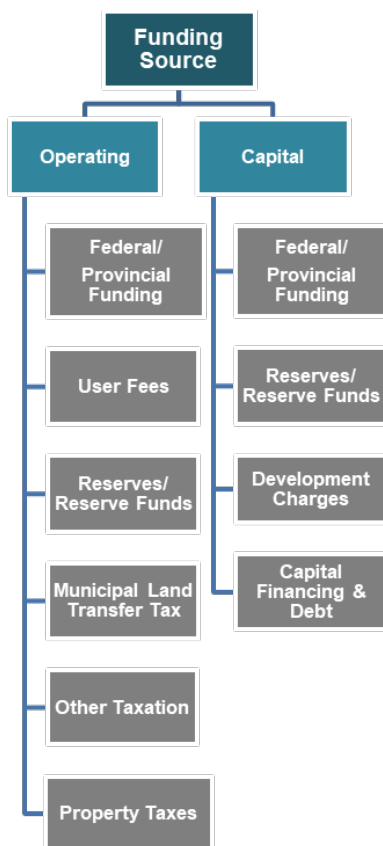 Funding
Source
Operating
Capital
Federal/
Provincial
Funding
User Fees
Reserves/
Reserve Funds
Municipal Land
Transfer Tax
Other Taxation
Property Taxes
Federal/
Provincial
Funding
Reserves/
Reserve Funds
Development
Charges
Capital
Financing &
Debt